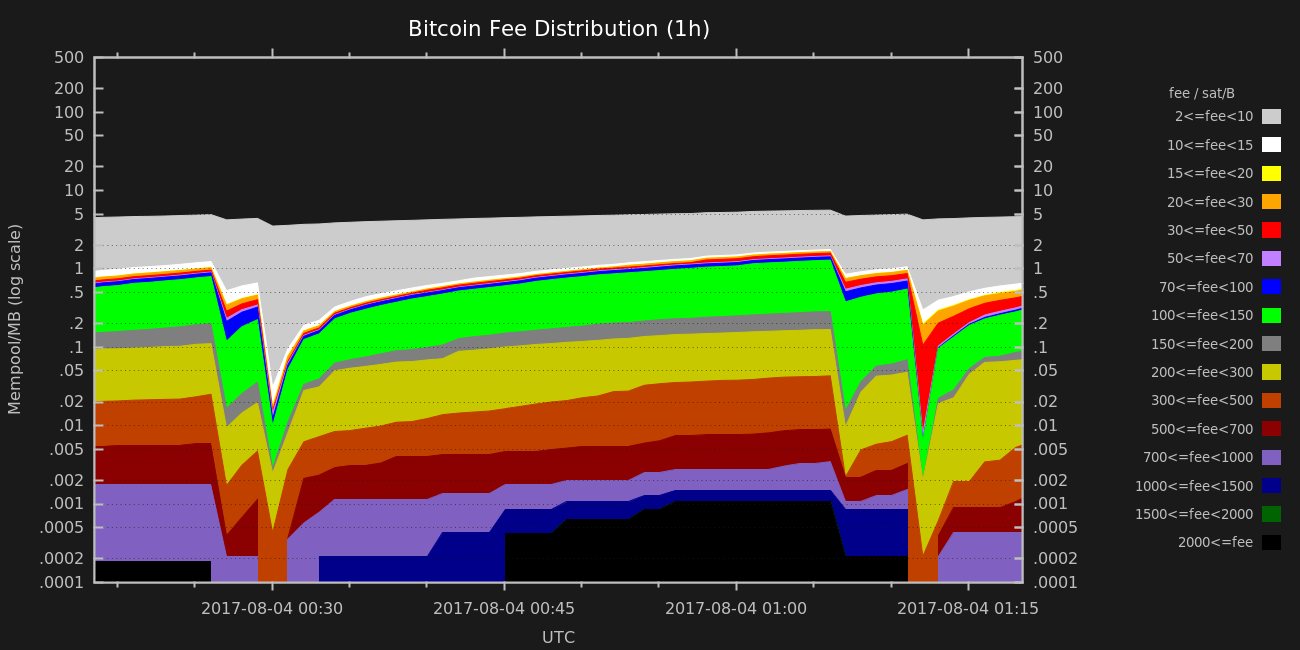 Bitcoin Fee Distribution (1h)
Mempool/MB (log scale)
500
200
100
50
20
10
5
2
1
.5
.2
.1
.05
.02
.01
.005
.002
.001
.0005
.0002
.0001
500
200
100
50
20
10
5
2
1
.5
.2
.1
.05
.02
.01
.005
.002
.001
.0005
.0002
.0001
2017-08-04 00:30
2017-08-04 00:45
2017-08-04 01:00
2017-08-04 01:15
UTC
fee / sat/B
2<=fee<10
10<=fee<15
15<=fee<20
20<=fee<30
30<=fee<50
50<=fee<70
70<=fee<100
100<=fee<150
150<=fee<200
200<=fee<300
300<=fee<500
500<=fee<700
700<=fee<1000
1000<=fee<1500
1500<=fee<2000
2000<=fee